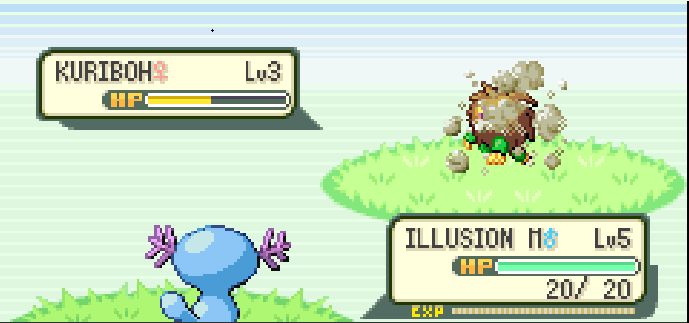 KURIBOH♀ Lv3
HP
ILLUSION M♂ Lv5
HP
20/ 20
EXP